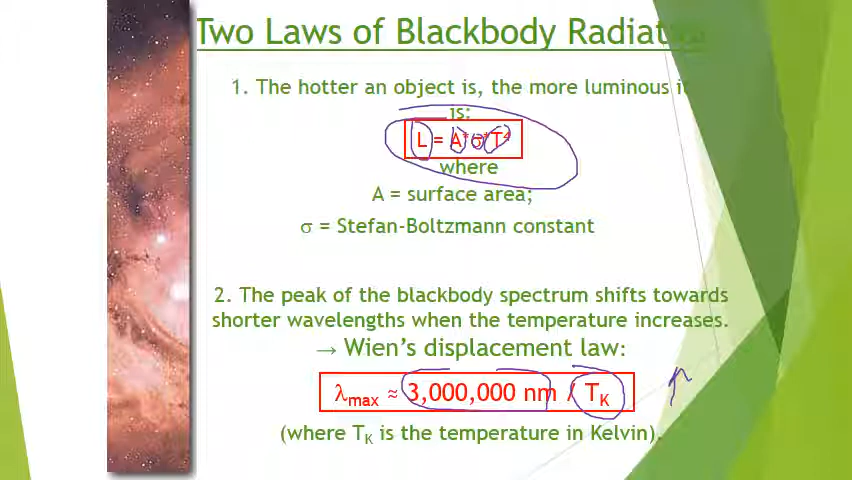 Two Laws of Blackbody Radiation
1. The hotter an object is, the more luminous it
is:
L = A*σ*T⁴
where
A = surface area;
σ = Stefan-Boltzmann constant
2. The peak of the blackbody spectrum shifts towards
shorter wavelengths when the temperature increases.
→ Wien's displacement law:
λmax ≈ 3,000,000 nm / TK
(where TK is the temperature in Kelvin).